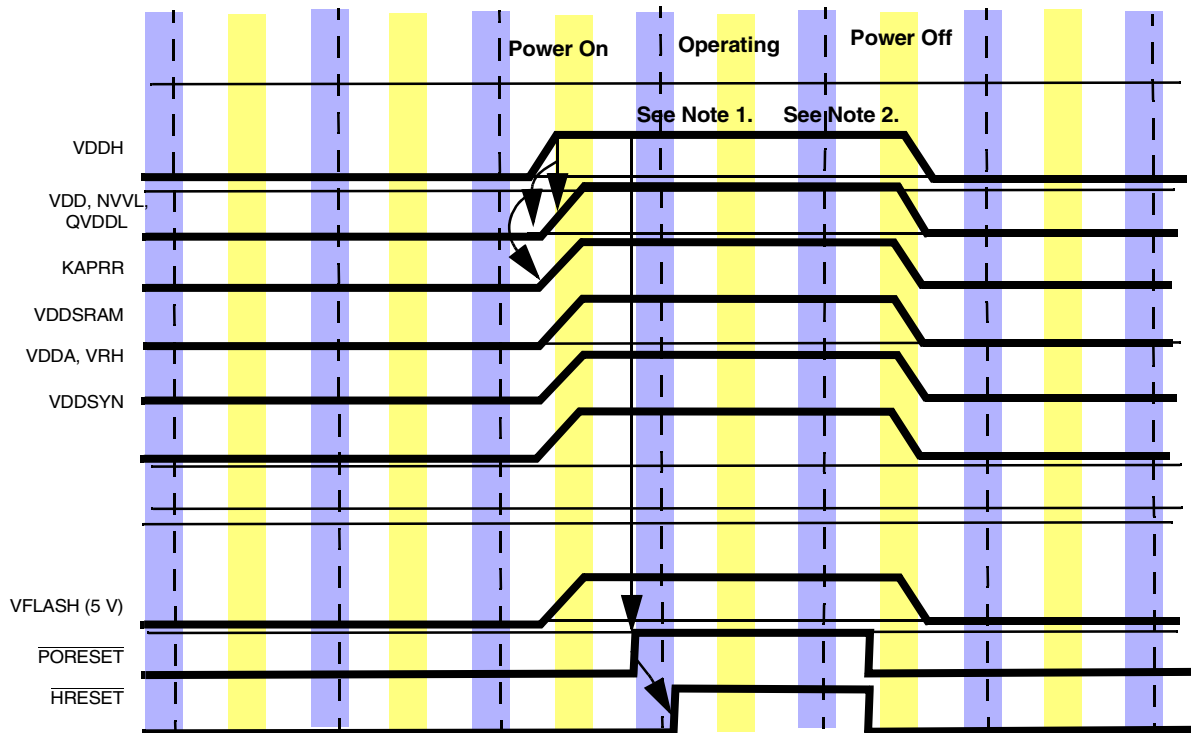 Power On Operating Power Off
See Note 1. See Note 2.
VDDH
VDD, NVVL,
QVDDL
KAPRR
VDDSRAM
VDDA, VRH
VDDSYN
VFLASH (5 V)
PORESET
HRESET